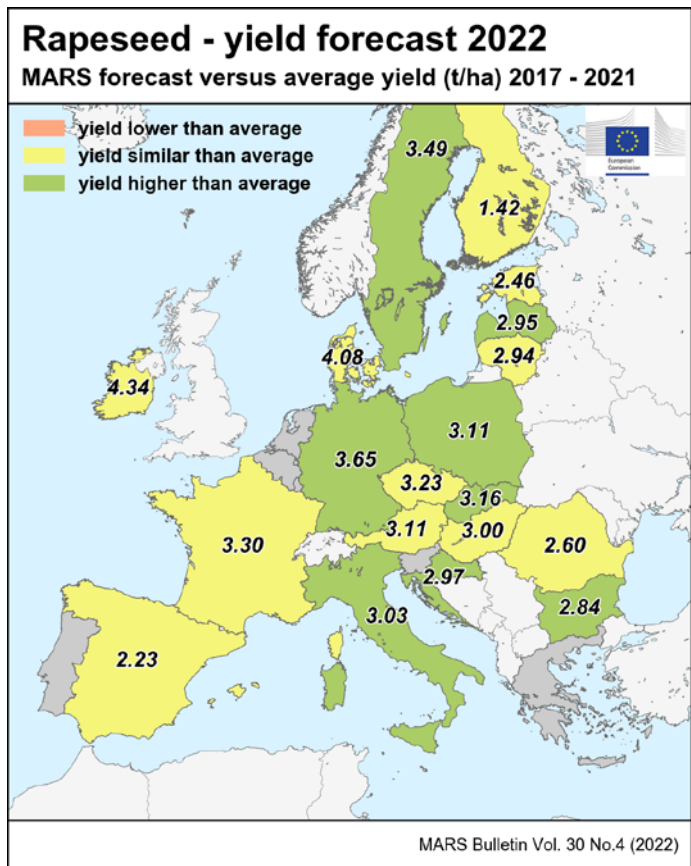 Rapeseed - yield forecast 2022
MARS forecast versus average yield (t/ha) 2017 - 2021
yield lower than average
yield similar than average
yield higher than average
European
Commission
3.49
1.42
2.46
2.95
2.94
4.08
4.34
3.11
3.65
3.23
3.16
3.11
3.00
3.30
2.60
2.97
2.84
3.03
2.23
MARS Bulletin Vol. 30 No.4 (2022)